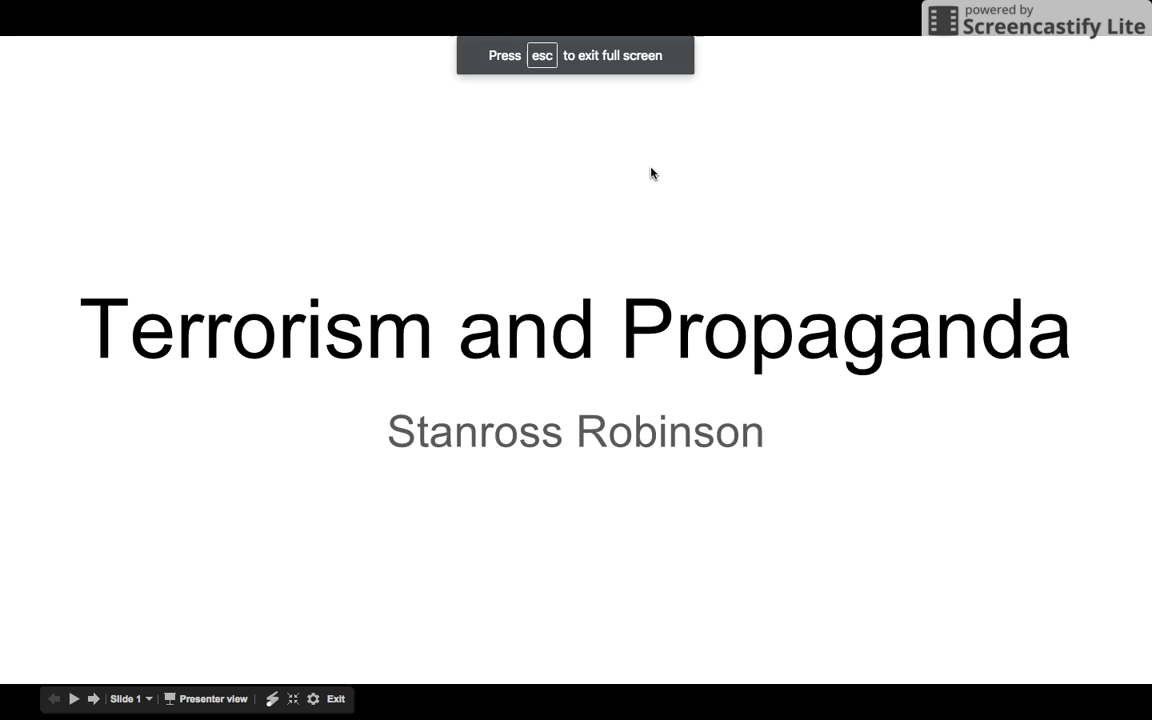 powered by
Screencastify Lite
Press esc to exit full screen
Terrorism and Propaganda
Stanross Robinson
Slide 1 Presenter view Exit